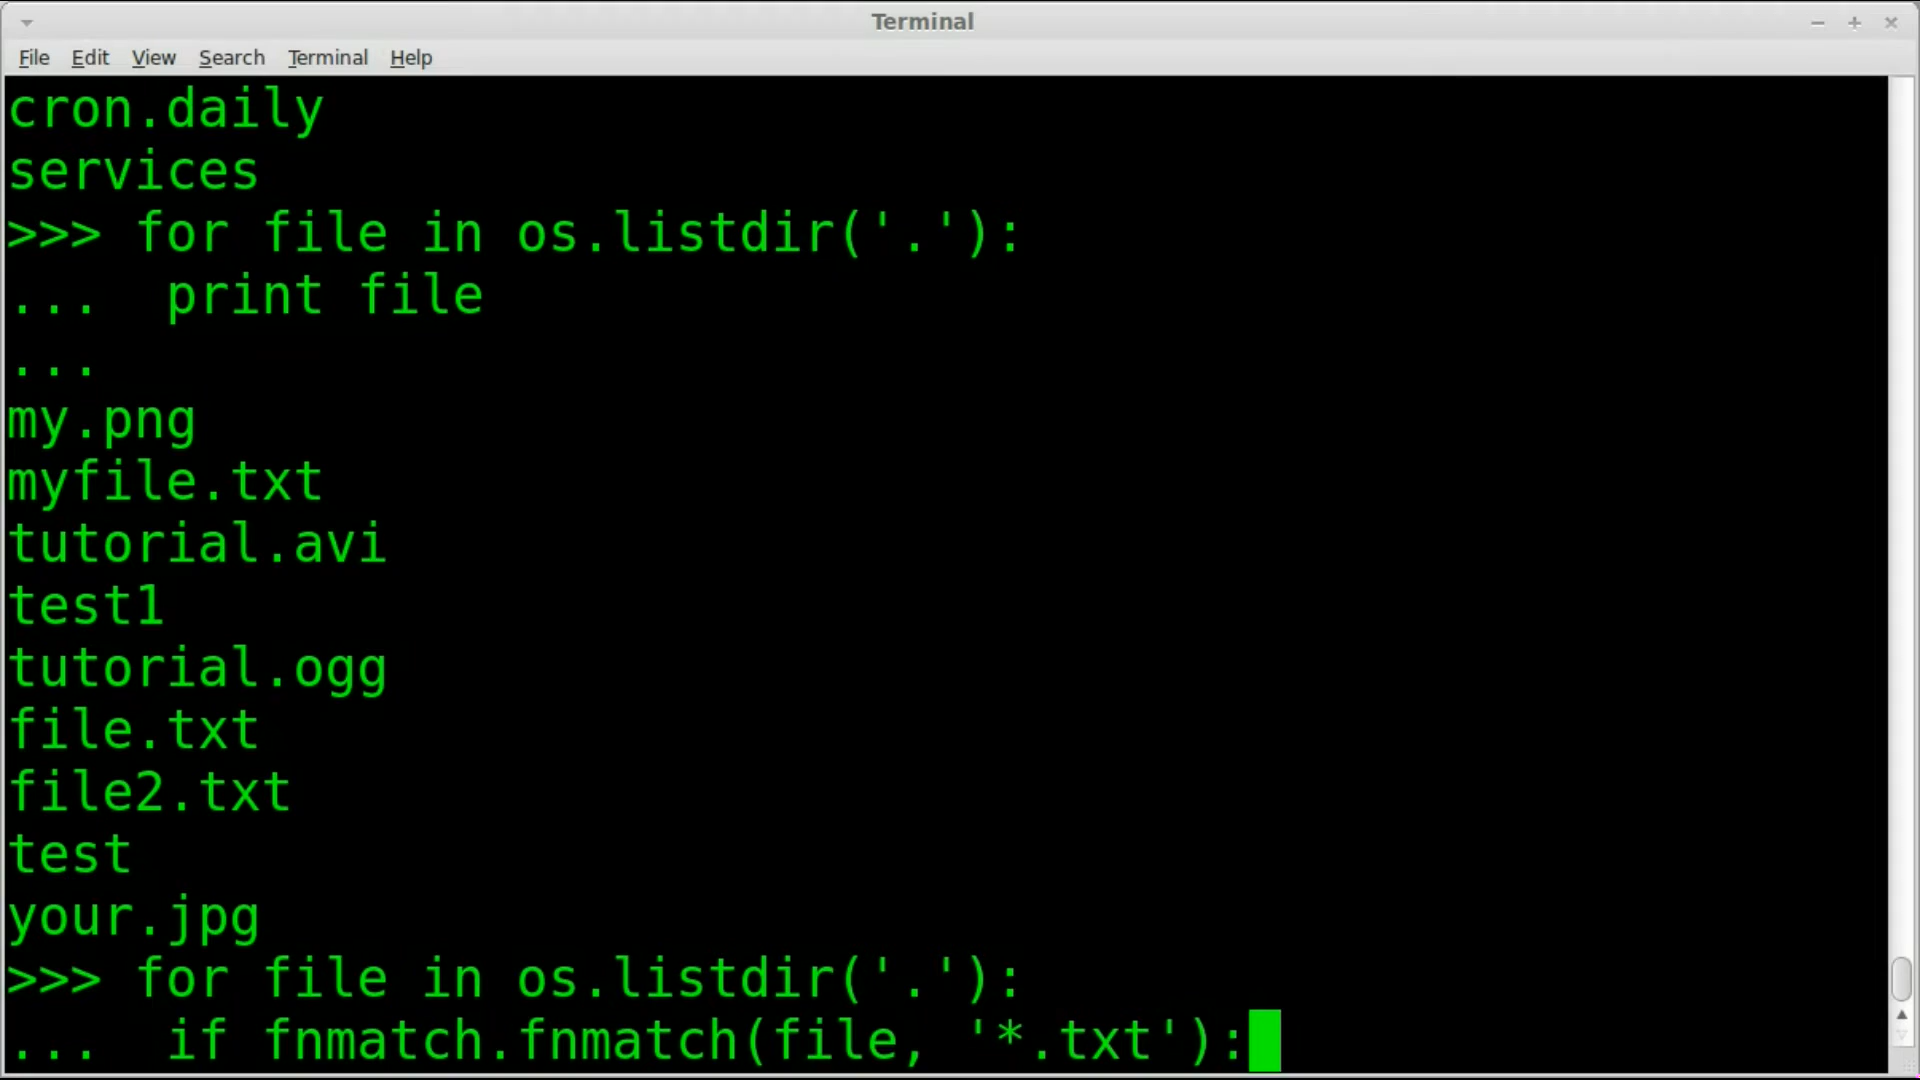 Terminal
File Edit View Search Terminal Help
cron.daily
services
>>> for file in os.listdir('.'):
...  print file
...
my.png
myfile.txt
tutorial.avi
test1
tutorial.ogg
file.txt
file2.txt
test
your.jpg
>>> for file in os.listdir('.'):
...  if fnmatch.fnmatch(file, '*.txt'):